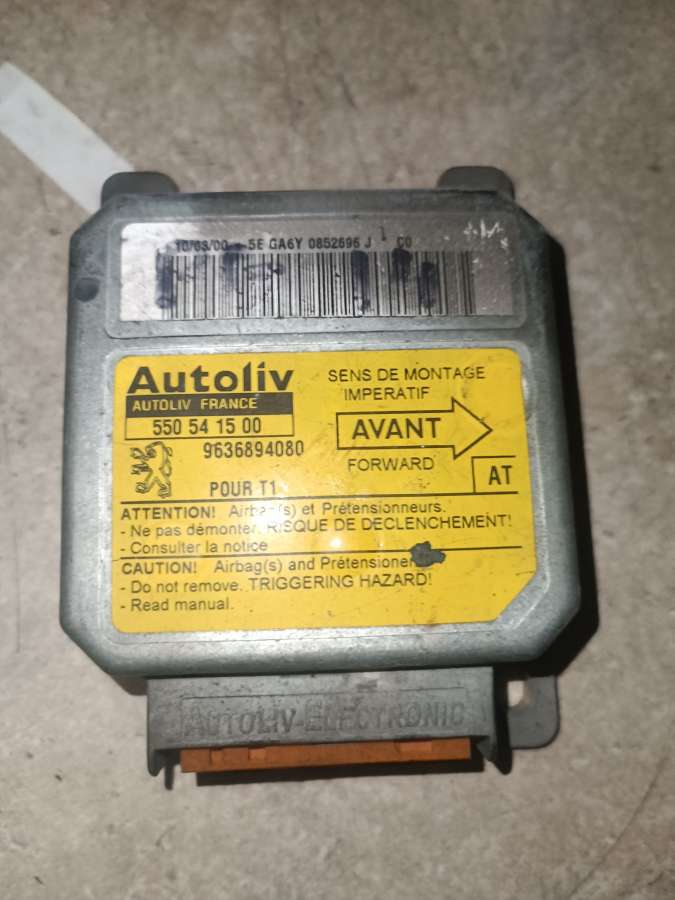 10/03/00 5E GA6Y 0852696 J CO
Autoliv
AUTOLIV FRANCE
550 54 15 00
9636894080
POUR T1
SENS DE MONTAGE
IMPERATIF
AVANT
FORWARD
AT
ATTENTION! Airbag(s) et Prétensionneurs.
- Ne pas démonter. RISQUE DE DECLENCHEMENT!
- Consulter la notice
CAUTION! Airbag(s) and Prétensioner
- Do not remove. TRIGGERING HAZARD!
- Read manual.
AUTOLIV-ELECTRONIC